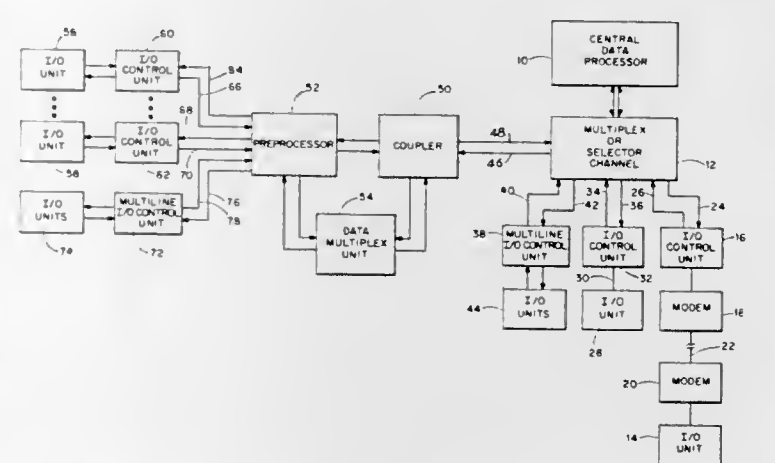 56
I/O
UNIT
60
I/O
CONTROL
UNIT
64
66
I/O
UNIT
58
68
I/O
CONTROL
UNIT
62
70
I/O
UNITS
74
MULTILINE
I/O CONTROL
UNIT
72
76
78
52
PREPROCESSOR
50
COUPLER
54
DATA
MULTIPLEX
UNIT
48
46
CENTRAL
DATA
PROCESSOR
10
MULTIPLEX
OR
SELECTOR
CHANNEL
12
40
42
34
36
26
24
38
MULTILINE
I/O CONTROL
UNIT
I/O
CONTROL
UNIT
32
I/O
CONTROL
UNIT
16
30
44
I/O
UNITS
I/O
UNIT
28
MODEM
18
22
20
MODEM
14
I/O
UNIT